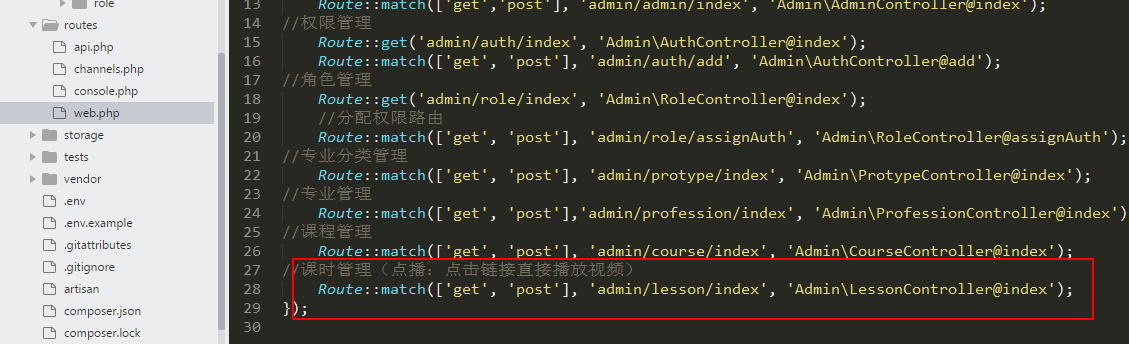 role
routes
api.php
channels.php
console.php
web.php
storage
tests
vendor
.env
.env.example
.gitattributes
.gitignore
artisan
composer.json
composer.lock
13 Route::match(['get','post'], 'admin/admin/index', 'Admin\AdminController@index');
14 //权限管理
15 Route::get('admin/auth/index', 'Admin\AuthController@index');
16 Route::match(['get', 'post'], 'admin/auth/add', 'Admin\AuthController@add');
17 //角色管理
18 Route::get('admin/role/index', 'Admin\RoleController@index');
19 //分配权限路由
20 Route::match(['get', 'post'], 'admin/role/assignAuth', 'Admin\RoleController@assignAuth');
21 //专业分类管理
22 Route::match(['get', 'post'], 'admin/protype/index', 'Admin\ProtypeController@index');
23 //专业管理
24 Route::match(['get', 'post'],'admin/profession/index', 'Admin\ProfessionController@index')
25 //课程管理
26 Route::match(['get', 'post'], 'admin/course/index', 'Admin\CourseController@index');
27 //课时管理（点播：点击链接直接播放视频）
28 Route::match(['get', 'post'], 'admin/lesson/index', 'Admin\LessonController@index');
29 });
30